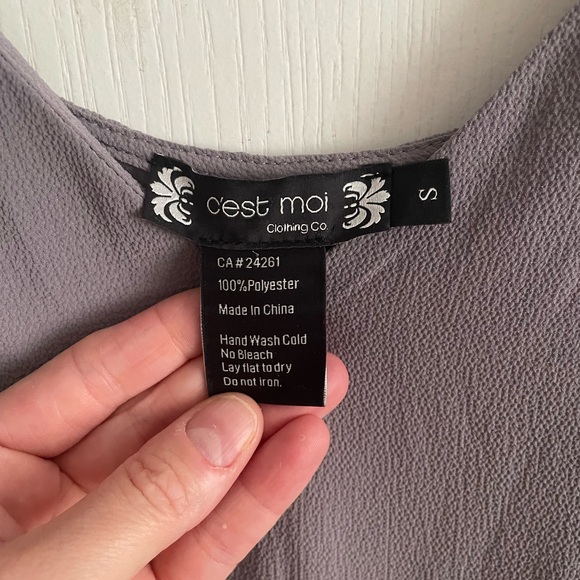 c'est moi
Clothing Co
S
CA#24261
100%Polyester
Made In China
Hand Wash Cold
No Bleach
Lay flat to dry
Do not iron.